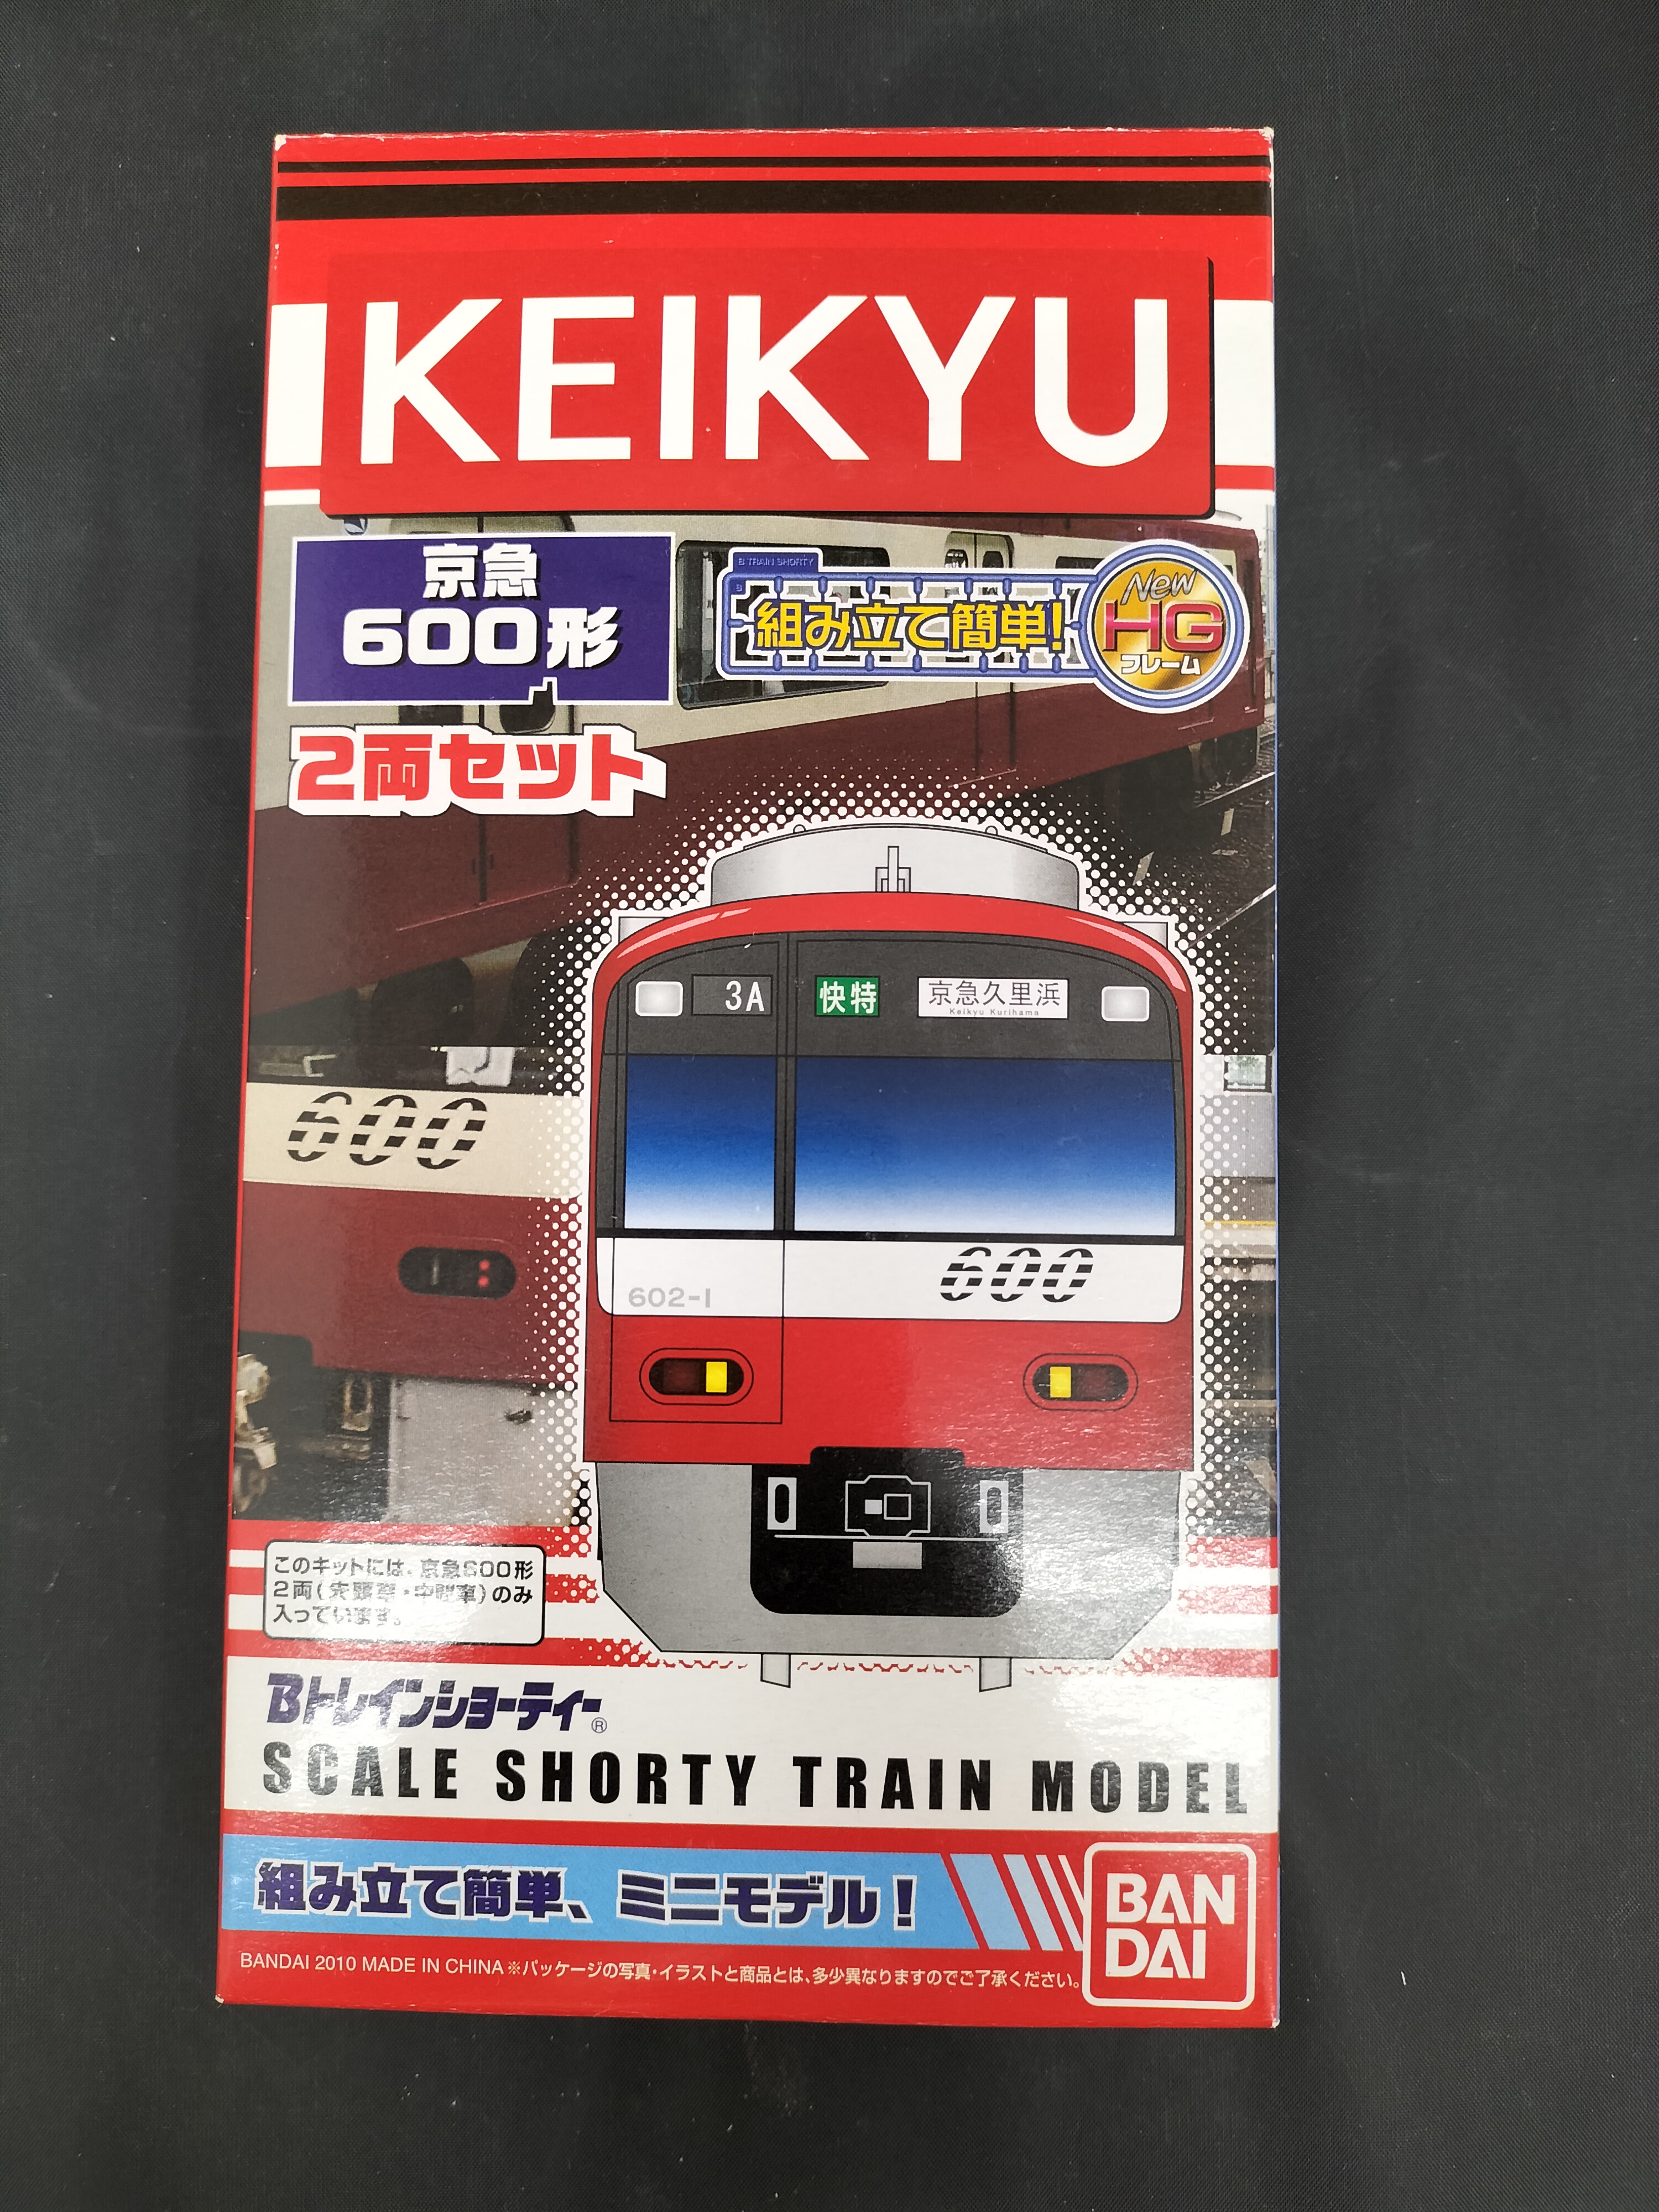 KEIKYU
京急
600形
B TRAIN SHORTY
組み立て簡単!
New
HG
フレーム
2両セット
3A
快特
京急久里浜
Keikyu Kurihama
600
602-1
600
このキットには、京急600形
2両(先頭車・中間車)のみ
入っています。
Bトレインショーティー®
SCALE SHORTY TRAIN MODEL
組み立て簡単、ミニモデル!
BAN
DAI
BANDAI 2010 MADE IN CHINA ※パッケージの写真・イラストと商品とは、多少異なりますのでご了承ください。